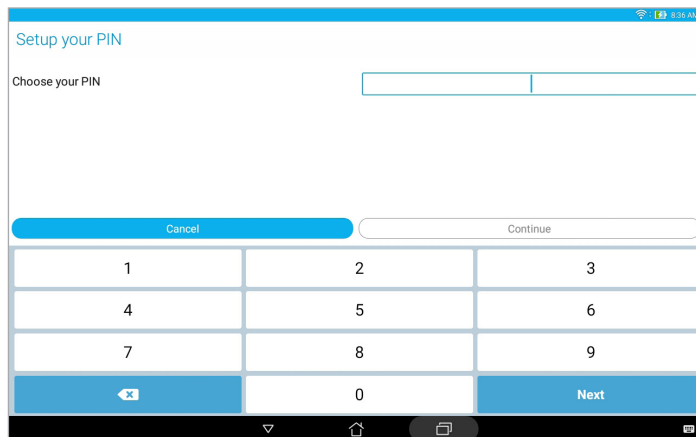 8:36 AM
Setup your PIN
Choose your PIN
Cancel Continue
1 2 3
4 5 6
7 8 9
0 Next